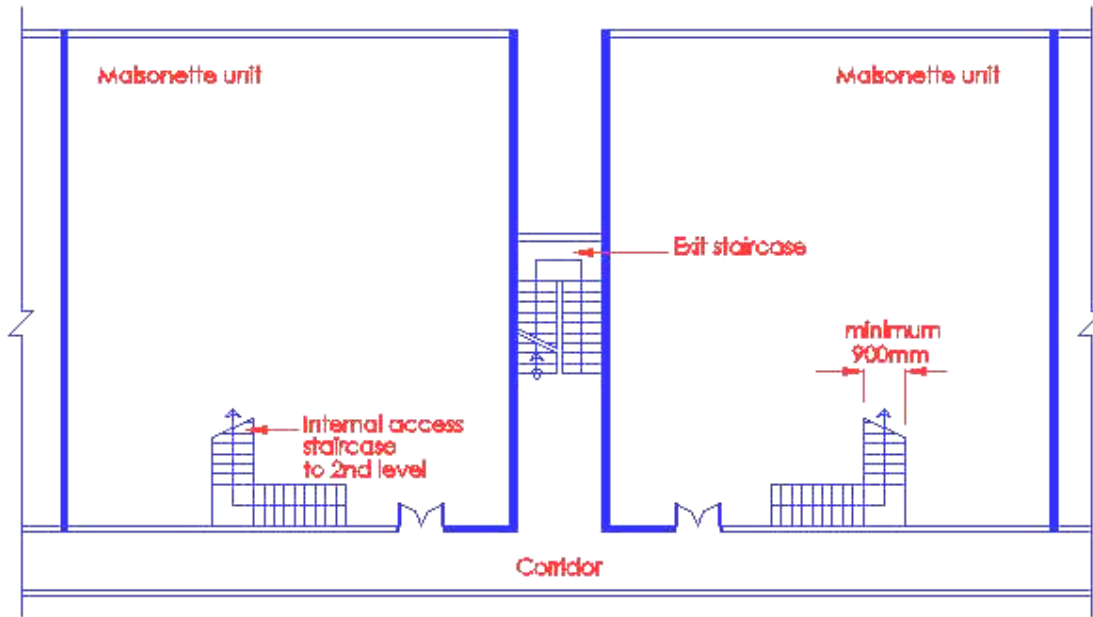 Maisonette unit
Maisonette unit
Exit staircase
minimum
900mm
Internal access
staircase
to 2nd level
Corridor